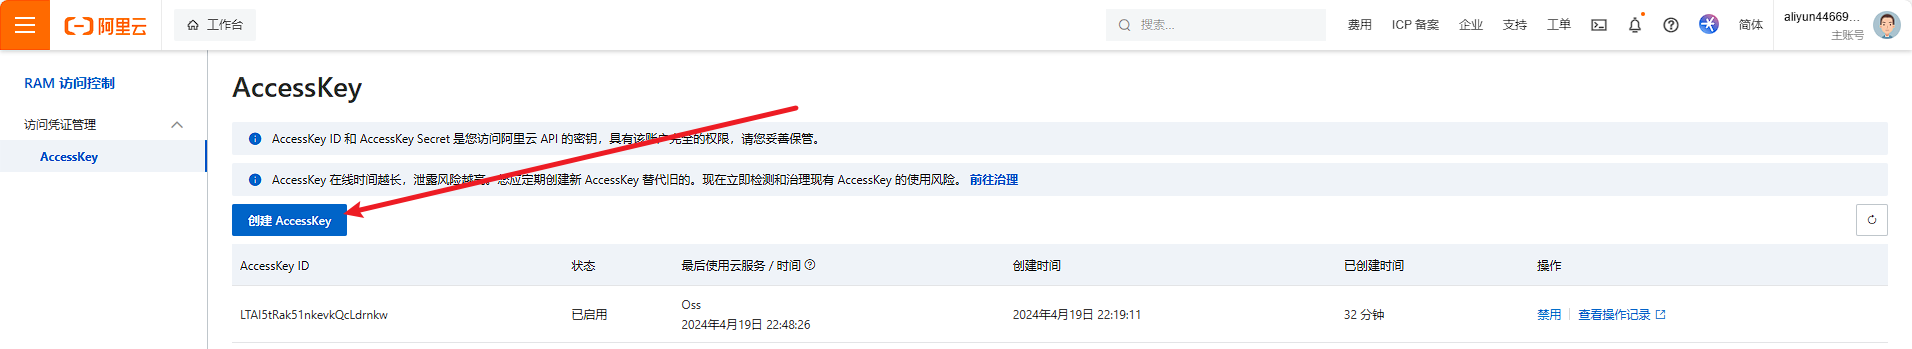 阿里云
工作台
搜索...
费用
ICP 备案
企业
支持
工单
简体
aliyun44669...
主账号
RAM 访问控制
访问凭证管理
AccessKey
AccessKey
AccessKey ID 和 AccessKey Secret 是您访问阿里云 API 的密钥，具有该账户完全的权限，请您妥善保管。
AccessKey 在线时间越长，泄露风险越高。您应定期创建新 AccessKey 替代旧的。现在立即检测和治理现有 AccessKey 的使用风险。 前往治理
创建 AccessKey
AccessKey ID 状态 最后使用云服务 / 时间 创建时间 已创建时间 操作
LTAI5tRak51nkevkQcLdrnkw 已启用 Oss
2024年4月19日 22:48:26 2024年4月19日 22:19:11 32 分钟 禁用 查看操作记录